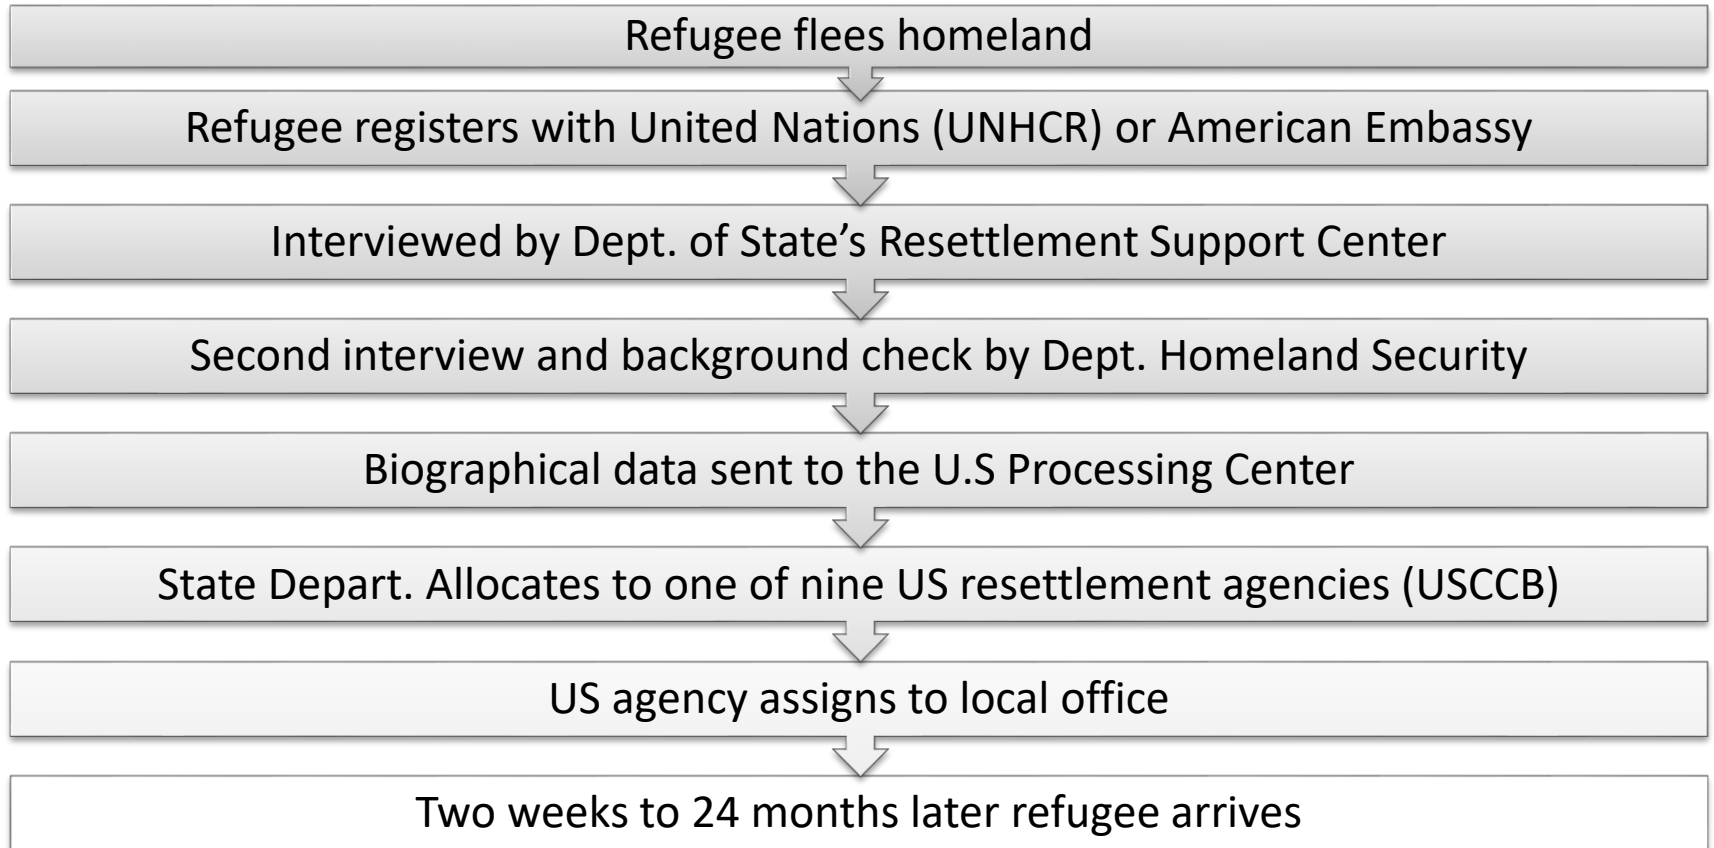 Refugee flees homeland
Refugee registers with United Nations (UNHCR) or American Embassy
Interviewed by Dept. of State’s Resettlement Support Center
Second interview and background check by Dept. Homeland Security
Biographical data sent to the U.S Processing Center
State Depart. Allocates to one of nine US resettlement agencies (USCCB)
US agency assigns to local office
Two weeks to 24 months later refugee arrives